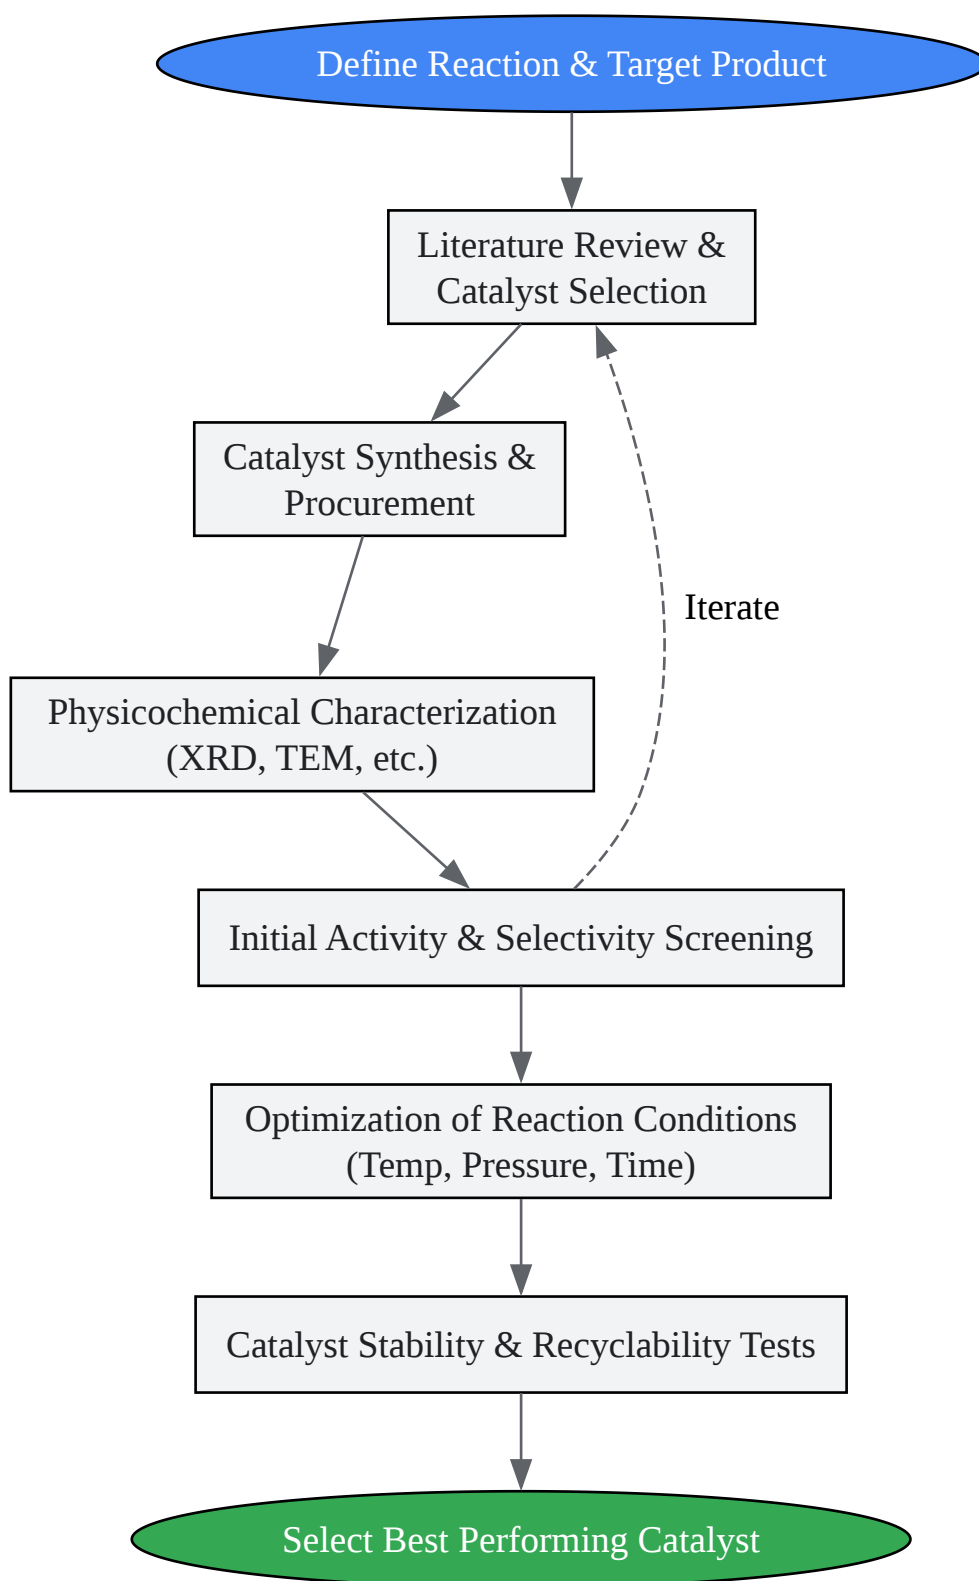 Define Reaction & Target Product
Literature Review &
Catalyst Selection
Catalyst Synthesis &
Procurement
Iterate
Physicochemical Characterization
(XRD, TEM, etc.)
Initial Activity & Selectivity Screening
Optimization of Reaction Conditions
(Temp, Pressure, Time)
Catalyst Stability & Recyclability Tests
Select Best Performing Catalyst